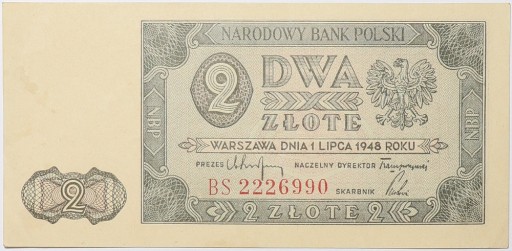 NARODOWY BANK POLSKI
2 DWA
ZŁOTE
NBP
NBP
WARSZAWA DNIA 1 LIPCA 1948 ROKU
PREZES NACZELNY DYREKTOR
BS 2226990
SKARBNIK
2
2 ZŁOTE 2